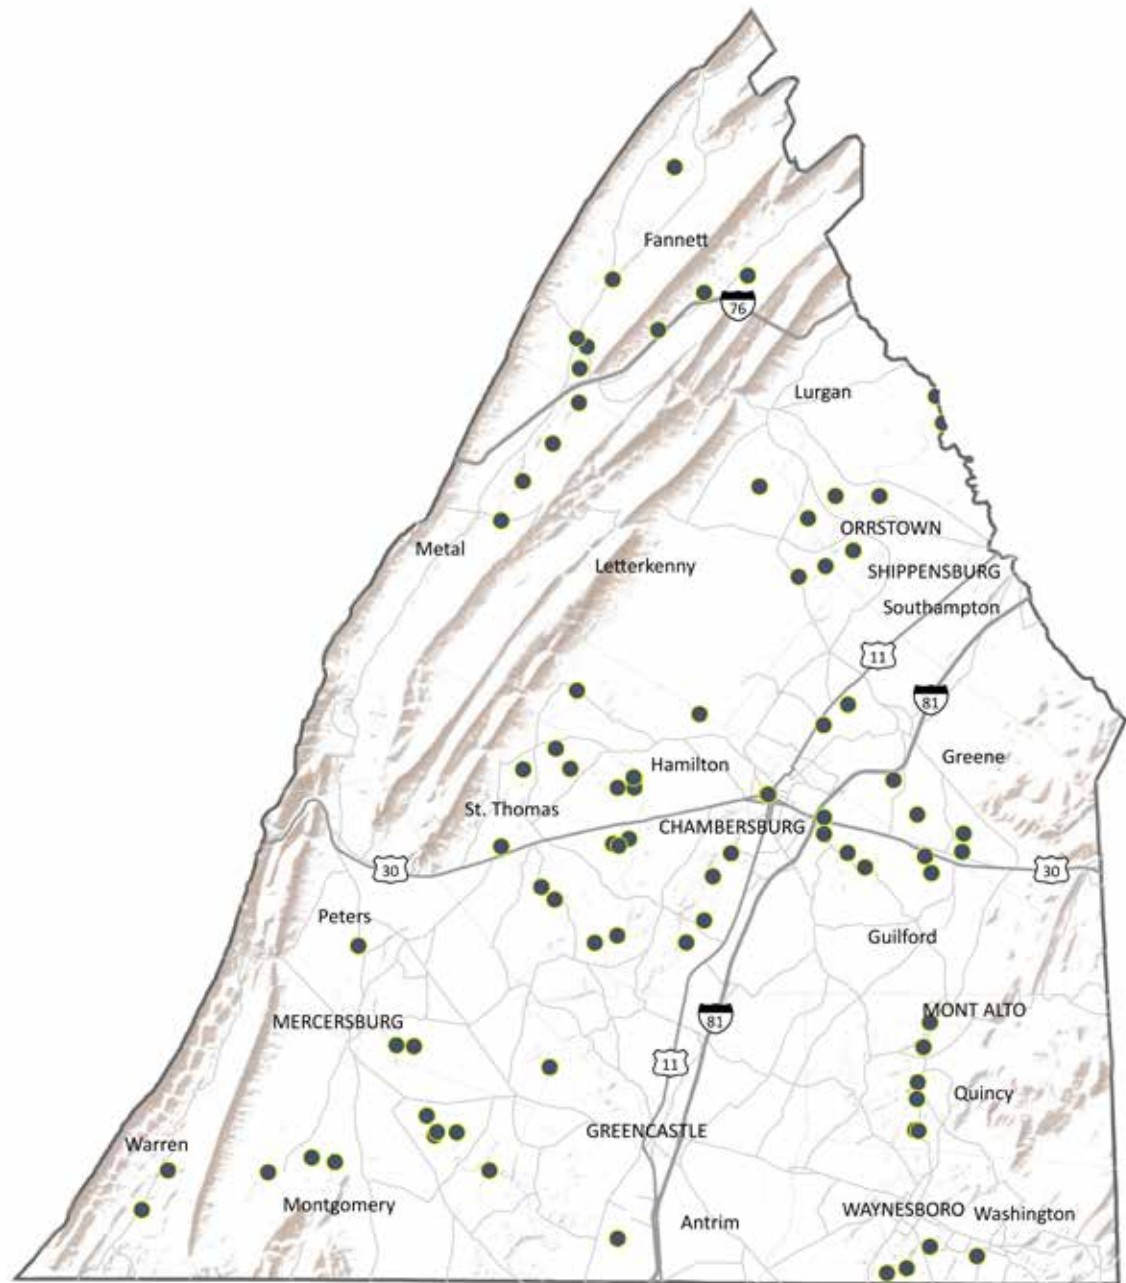 Fannett
76
Lurgan
ORRSTOWN
Metal
Letterkenny
SHIPPENSBURG
Southampton
11
81
Greene
Hamilton
St. Thomas
CHAMBERSBURG
30
30
Peters
Guilford
MONT ALTO
MERCERSBURG
81
11
Quincy
GREENCASTLE
Warren
Montgomery
Antrim
WAYNESBORO
Washington